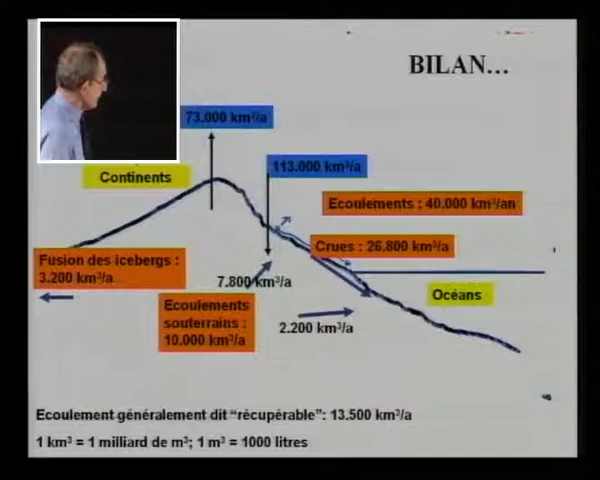 BILAN...
73.000 km³/a
113.000 km³/a
Continents
Ecoulements : 40.000 km³/an
Crues : 26.800 km³/a
Fusion des icebergs :
3.200 km³/a
7.800 km³/a
Océans
Ecoulements
souterrains :
10.000 km³/a
2.200 km³/a
Ecoulement généralement dit “récupérable”: 13.500 km³/a
1 km³ = 1 milliard de m³; 1 m³ = 1000 litres